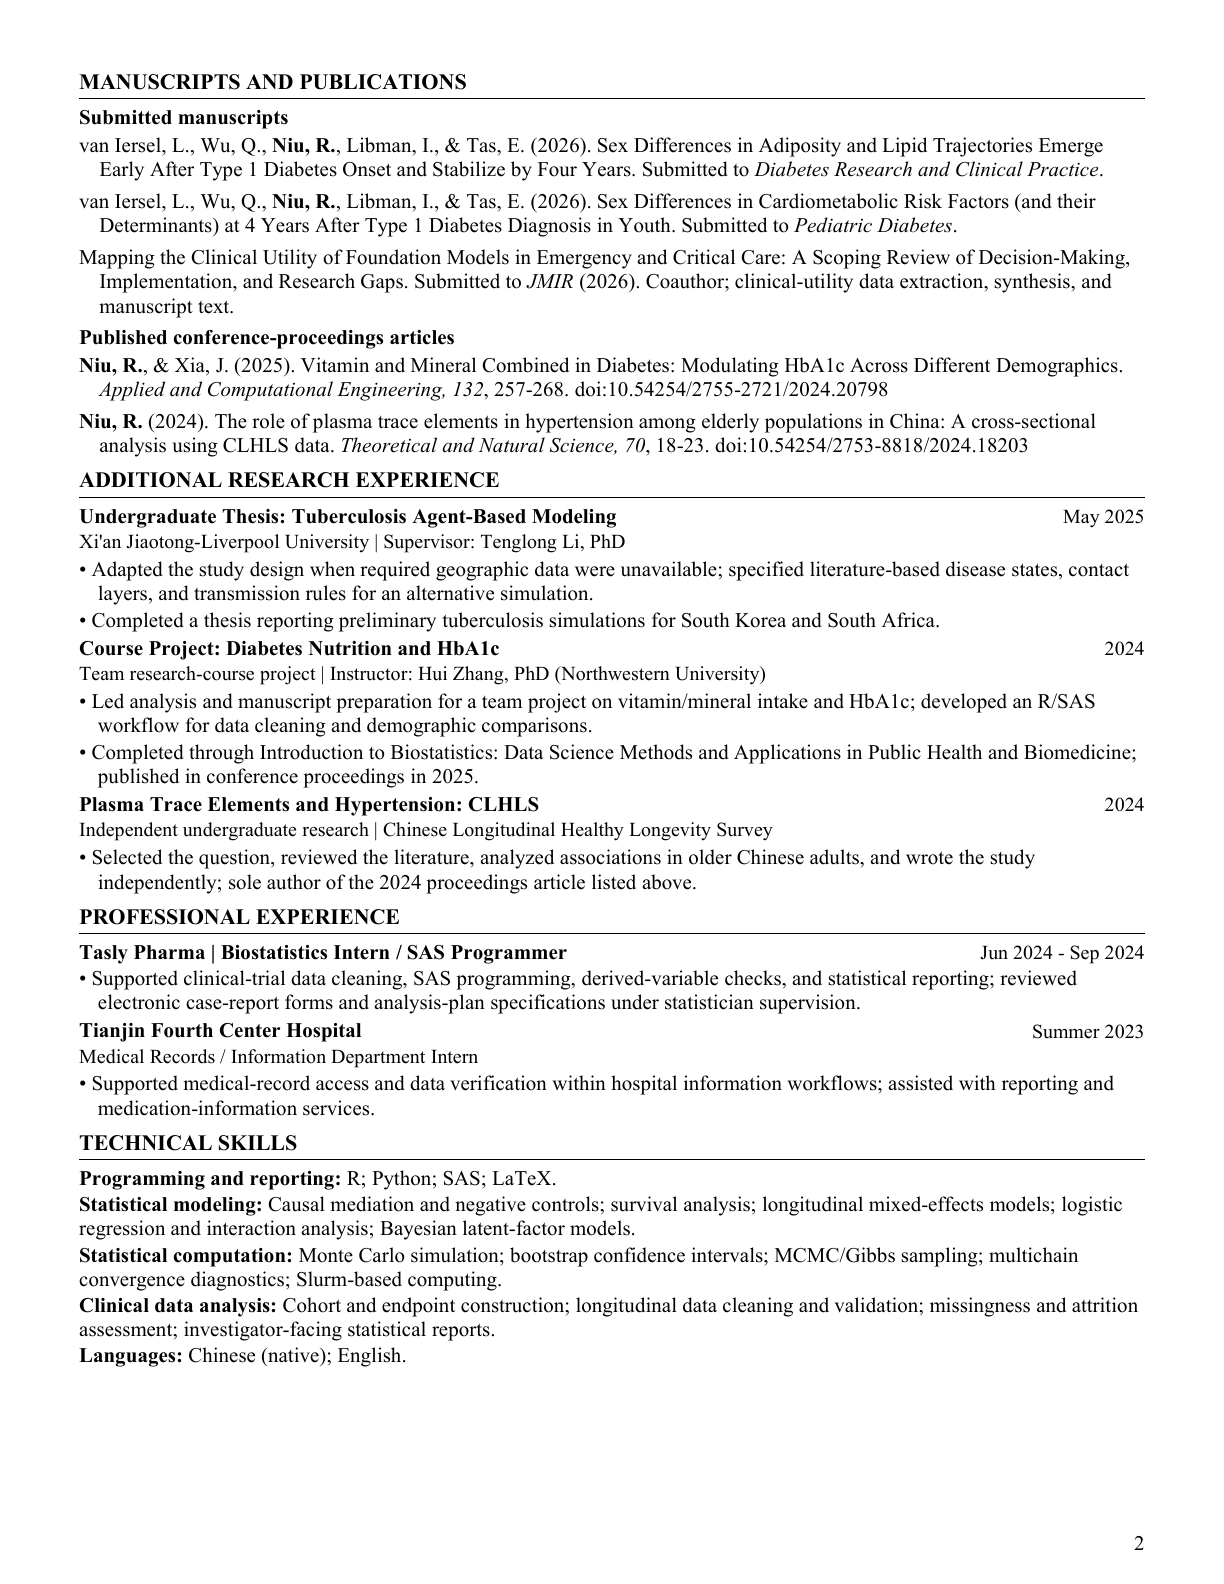 MANUSCRIPTS AND PUBLICATIONS
Submitted manuscripts
van Iersel, L., Wu, Q., Niu, R., Libman, I., & Tas, E. (2026). Sex Differences in Adiposity and Lipid Trajectories Emerge
Early After Type 1 Diabetes Onset and Stabilize by Four Years. Submitted to Diabetes Research and Clinical Practice.
van Iersel, L., Wu, Q., Niu, R., Libman, I., & Tas, E. (2026). Sex Differences in Cardiometabolic Risk Factors (and their
Determinants) at 4 Years After Type 1 Diabetes Diagnosis in Youth. Submitted to Pediatric Diabetes.
Mapping the Clinical Utility of Foundation Models in Emergency and Critical Care: A Scoping Review of Decision-Making,
Implementation, and Research Gaps. Submitted to JMIR (2026). Coauthor; clinical-utility data extraction, synthesis, and
manuscript text.
Published conference-proceedings articles
Niu, R., & Xia, J. (2025). Vitamin and Mineral Combined in Diabetes: Modulating HbA1c Across Different Demographics.
Applied and Computational Engineering, 132, 257-268. doi:10.54254/2755-2721/2024.20798
Niu, R. (2024). The role of plasma trace elements in hypertension among elderly populations in China: A cross-sectional
analysis using CLHLS data. Theoretical and Natural Science, 70, 18-23. doi:10.54254/2753-8818/2024.18203
ADDITIONAL RESEARCH EXPERIENCE
Undergraduate Thesis: Tuberculosis Agent-Based Modeling May 2025
Xi'an Jiaotong-Liverpool University | Supervisor: Tenglong Li, PhD
• Adapted the study design when required geographic data were unavailable; specified literature-based disease states, contact
layers, and transmission rules for an alternative simulation.
• Completed a thesis reporting preliminary tuberculosis simulations for South Korea and South Africa.
Course Project: Diabetes Nutrition and HbA1c 2024
Team research-course project | Instructor: Hui Zhang, PhD (Northwestern University)
• Led analysis and manuscript preparation for a team project on vitamin/mineral intake and HbA1c; developed an R/SAS
workflow for data cleaning and demographic comparisons.
• Completed through Introduction to Biostatistics: Data Science Methods and Applications in Public Health and Biomedicine;
published in conference proceedings in 2025.
Plasma Trace Elements and Hypertension: CLHLS 2024
Independent undergraduate research | Chinese Longitudinal Healthy Longevity Survey
• Selected the question, reviewed the literature, analyzed associations in older Chinese adults, and wrote the study
independently; sole author of the 2024 proceedings article listed above.
PROFESSIONAL EXPERIENCE
Tasly Pharma | Biostatistics Intern / SAS Programmer Jun 2024 - Sep 2024
• Supported clinical-trial data cleaning, SAS programming, derived-variable checks, and statistical reporting; reviewed
electronic case-report forms and analysis-plan specifications under statistician supervision.
Tianjin Fourth Center Hospital Summer 2023
Medical Records / Information Department Intern
• Supported medical-record access and data verification within hospital information workflows; assisted with reporting and
medication-information services.
TECHNICAL SKILLS
Programming and reporting: R; Python; SAS; LaTeX.
Statistical modeling: Causal mediation and negative controls; survival analysis; longitudinal mixed-effects models; logistic
regression and interaction analysis; Bayesian latent-factor models.
Statistical computation: Monte Carlo simulation; bootstrap confidence intervals; MCMC/Gibbs sampling; multichain
convergence diagnostics; Slurm-based computing.
Clinical data analysis: Cohort and endpoint construction; longitudinal data cleaning and validation; missingness and attrition
assessment; investigator-facing statistical reports.
Languages: Chinese (native); English.
2